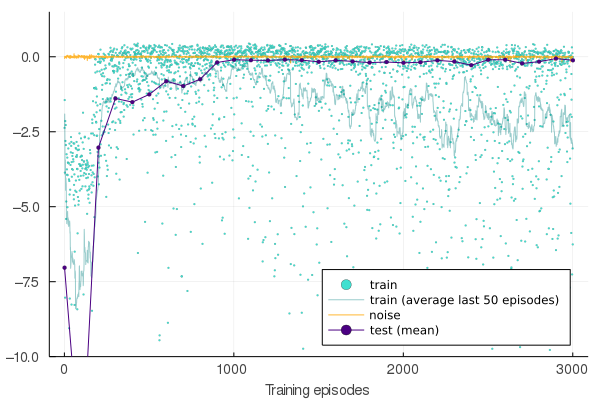 0.0
−2.5
−5.0
−7.5
−10.0
train
train (average last 50 episodes)
noise
test (mean)
0 1000 2000 3000
Training episodes